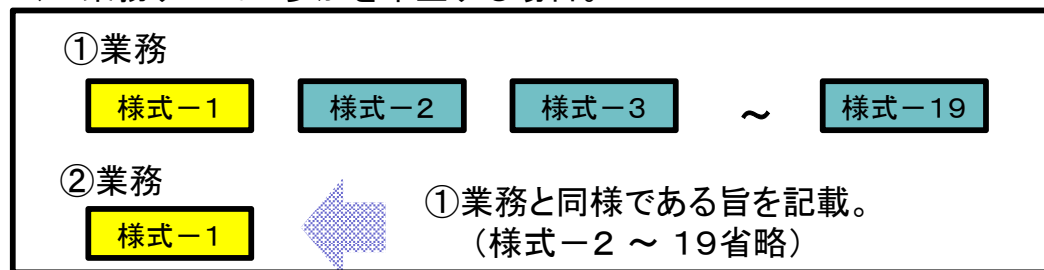 ①業務
様式－1 様式－2 様式－3 ～ 様式－19
②業務
様式－1
①業務と同様である旨を記載。
（様式－2 ～ 19省略）